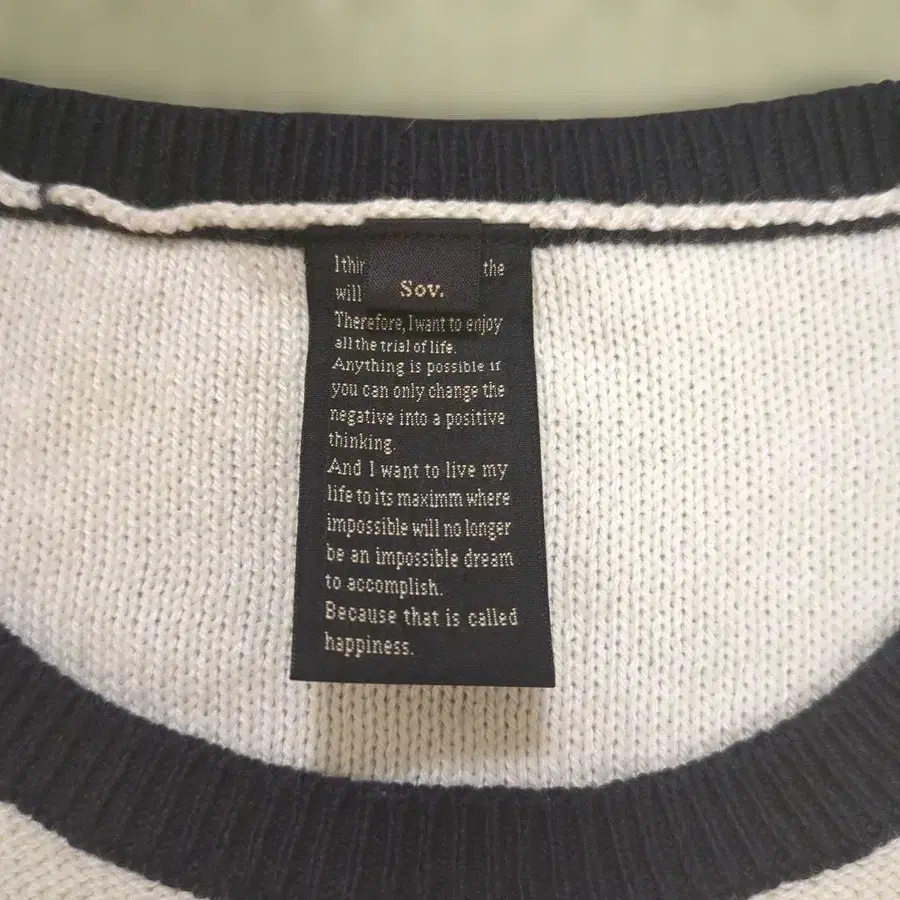 Sov.
the
will
Therefore, I want to enjoy
all the trial of life.
Anything is possible if
you can only change the
negative into a positive
thinking.
And I want to live my
life to its maximm where
impossible will no longer
be an impossible dream
to accomplish.
Because that is called
happiness.